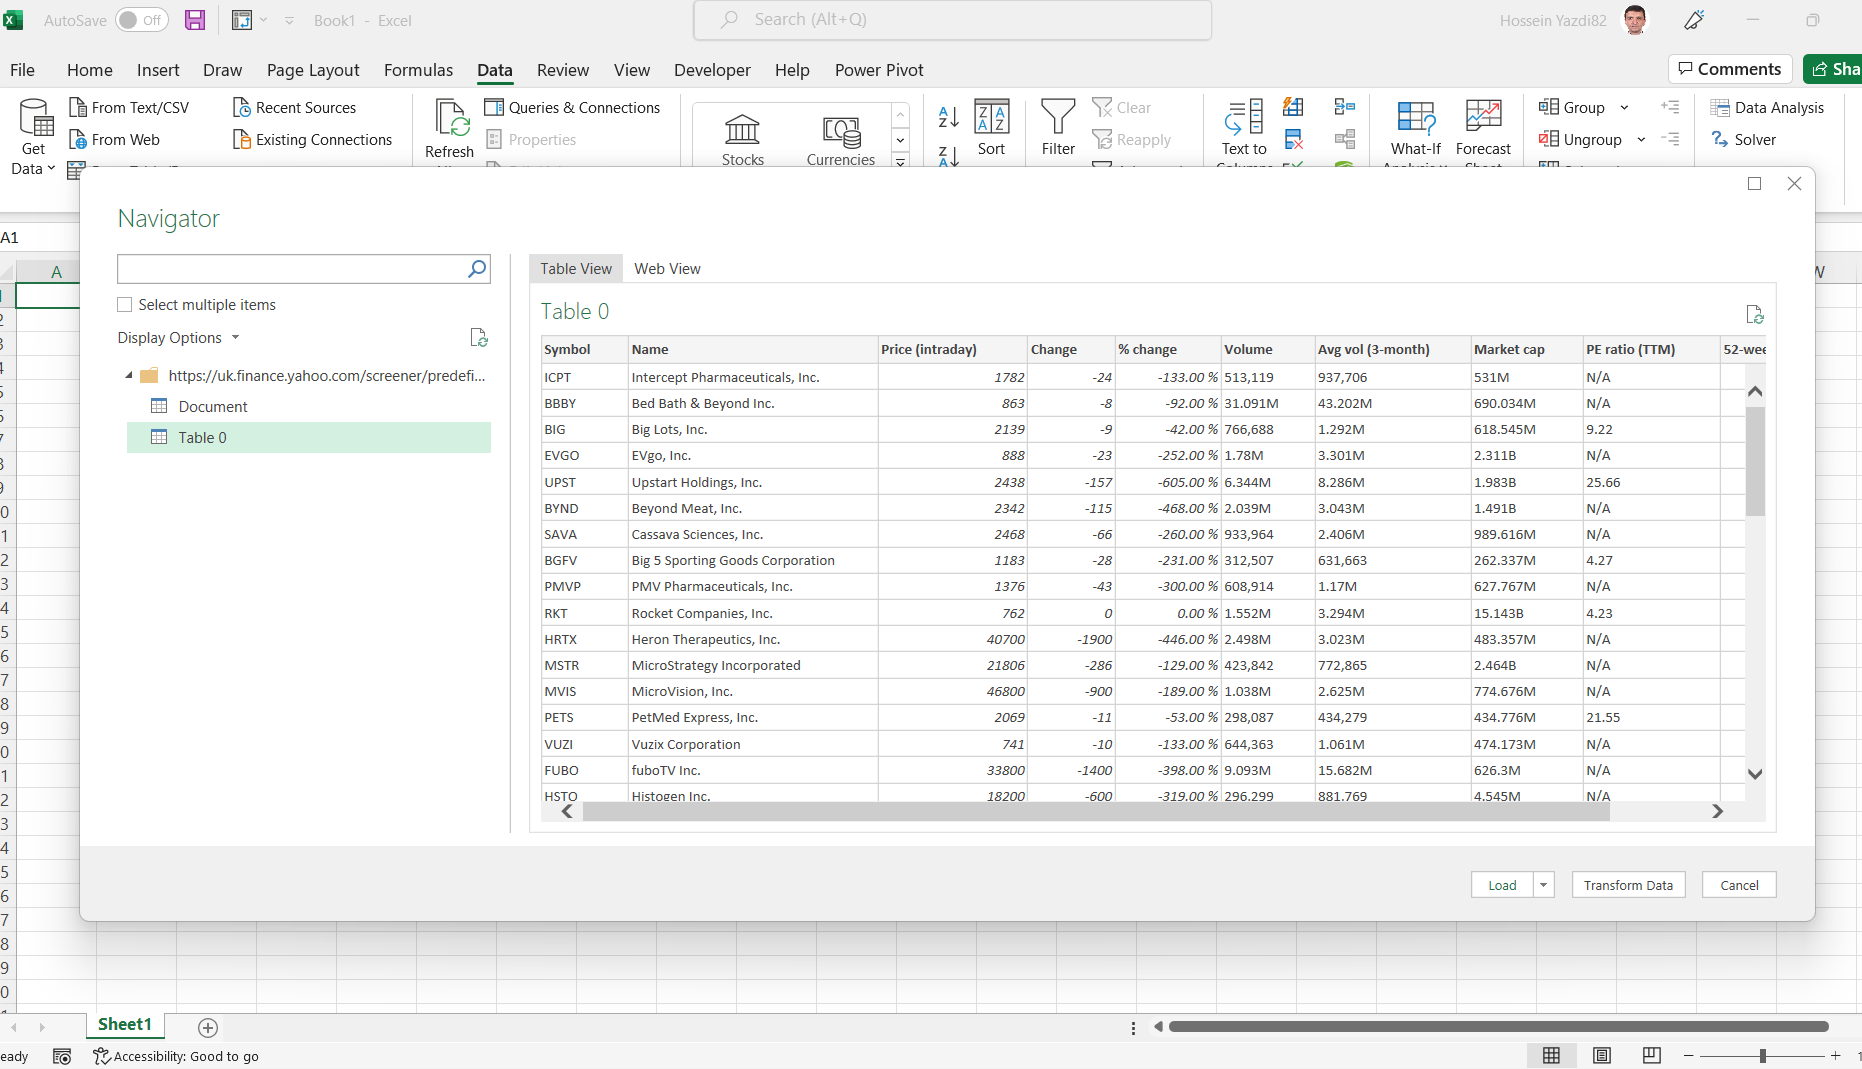 AutoSave Off Book1 - Excel Search (Alt+Q) Hossein Yazdi82
File Home Insert Draw Page Layout Formulas Data Review View Developer Help Power Pivot Comments Sha
Get Data
From Text/CSV
From Web
Recent Sources
Existing Connections
Refresh
Queries & Connections
Properties
Stocks
Currencies
Sort
Filter
Clear
Reapply
Text to
What-If
Forecast
Group
Ungroup
Data Analysis
Solver
A1
A
Navigator
Select multiple items
Display Options
https://uk.finance.yahoo.com/screener/predefi...
Document
Table 0
Table View Web View
Table 0
Symbol Name Price (intraday) Change % change Volume Avg vol (3-month) Market cap PE ratio (TTM) 52-wee
ICPT Intercept Pharmaceuticals, Inc. 1782 -24 -133.00 % 513,119 937,706 531M N/A
BBBY Bed Bath & Beyond Inc. 863 -8 -92.00 % 31.091M 43.202M 690.034M N/A
BIG Big Lots, Inc. 2139 -9 -42.00 % 766,688 1.292M 618.545M 9.22
EVGO EVgo, Inc. 888 -23 -252.00 % 1.78M 3.301M 2.311B N/A
UPST Upstart Holdings, Inc. 2438 -157 -605.00 % 6.344M 8.286M 1.983B 25.66
BYND Beyond Meat, Inc. 2342 -115 -468.00 % 2.039M 3.043M 1.491B N/A
SAVA Cassava Sciences, Inc. 2468 -66 -260.00 % 933,964 2.406M 989.616M N/A
BGFV Big 5 Sporting Goods Corporation 1183 -28 -231.00 % 312,507 631,663 262.337M 4.27
PMVP PMV Pharmaceuticals, Inc. 1376 -43 -300.00 % 608,914 1.17M 627.767M N/A
RKT Rocket Companies, Inc. 762 0 0.00 % 1.552M 3.294M 15.143B 4.23
HRTX Heron Therapeutics, Inc. 40700 -1900 -446.00 % 2.498M 3.023M 483.357M N/A
MSTR MicroStrategy Incorporated 21806 -286 -129.00 % 423,842 772,865 2.464B N/A
MVIS MicroVision, Inc. 46800 -900 -189.00 % 1.038M 2.625M 774.676M N/A
PETS PetMed Express, Inc. 2069 -11 -53.00 % 298,087 434,279 434.776M 21.55
VUZI Vuzix Corporation 741 -10 -133.00 % 644,363 1.061M 474.173M N/A
FUBO fuboTV Inc. 33800 -1400 -398.00 % 9.093M 15.682M 626.3M N/A
HSTO Histogen Inc. 18200 -600 -319.00 % 296,299 881,769 4.545M N/A
Load Transform Data Cancel
Sheet1
eady Accessibility: Good to go